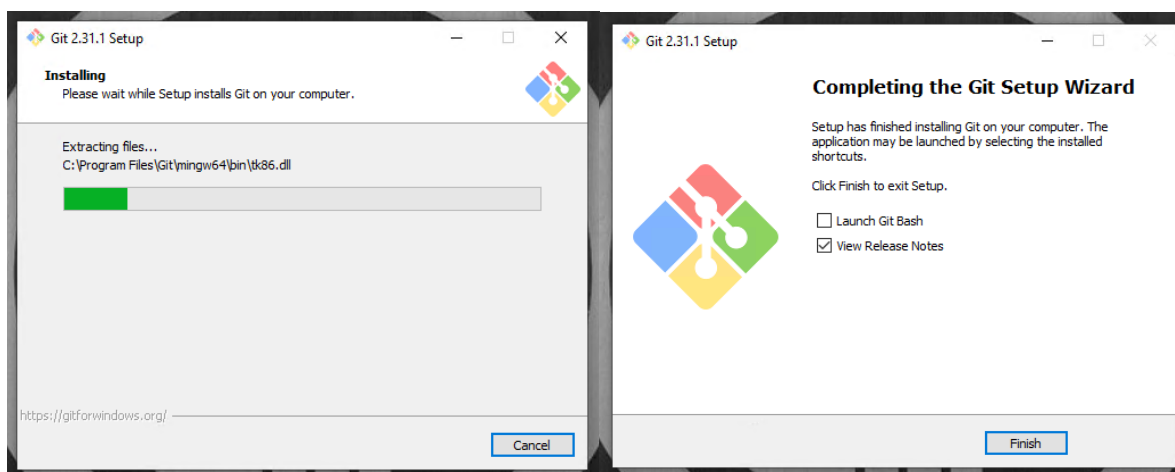 Git 2.31.1 Setup
Installing
Please wait while Setup installs Git on your computer.
Extracting files...
C:\Program Files\Git\mingw64\bin\tk86.dll
https://gitforwindows.org/
Cancel
Git 2.31.1 Setup
Completing the Git Setup Wizard
Setup has finished installing Git on your computer. The
application may be launched by selecting the installed
shortcuts.
Click Finish to exit Setup.
Launch Git Bash
View Release Notes
Finish